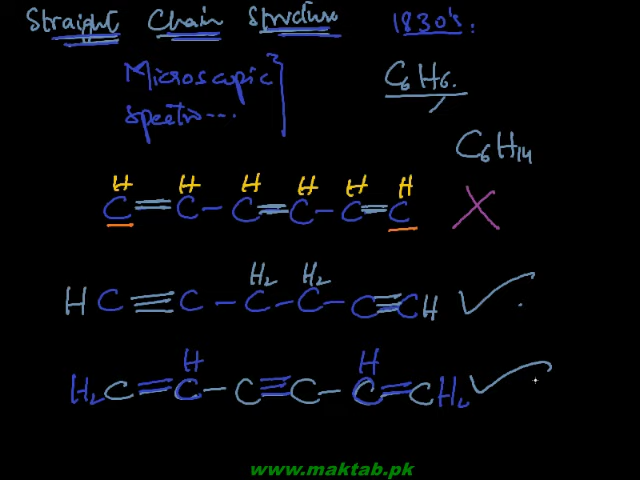 Straight Chain Structure 1830's:
Microscopic
spectro....
C6H6.
C6H14
H H H H H H
C=C-C=C-C=C X
H2 H2
HC≡C-C-C-C≡CH ✓.
H H
H2C=C-C≡C-C=CH2 ✓
www.maktab.pk